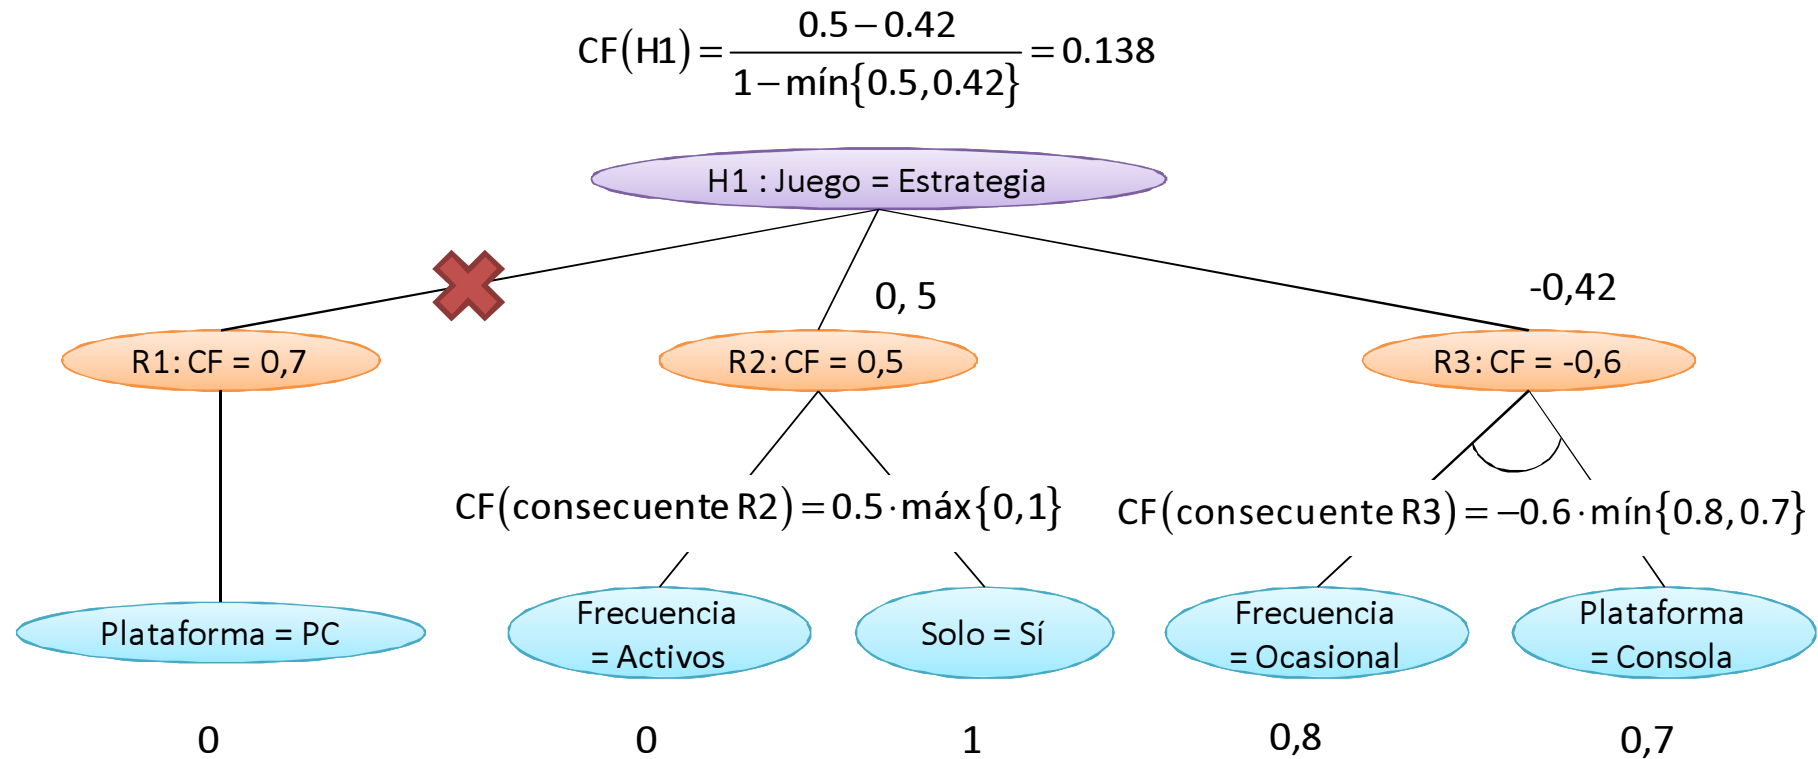 CF(H1) = (0.5 − 0.42) / (1 − mín{0.5, 0.42}) = 0.138
H1 : Juego = Estrategia
0, 5
-0,42
R1: CF = 0,7
R2: CF = 0,5
R3: CF = -0,6
CF(consecuente R2) = 0.5 · máx{0, 1}
CF(consecuente R3) = −0.6 · mín{0.8, 0.7}
Plataforma = PC
Frecuencia
= Activos
Solo = Sí
Frecuencia
= Ocasional
Plataforma
= Consola
0
0
1
0,8
0,7